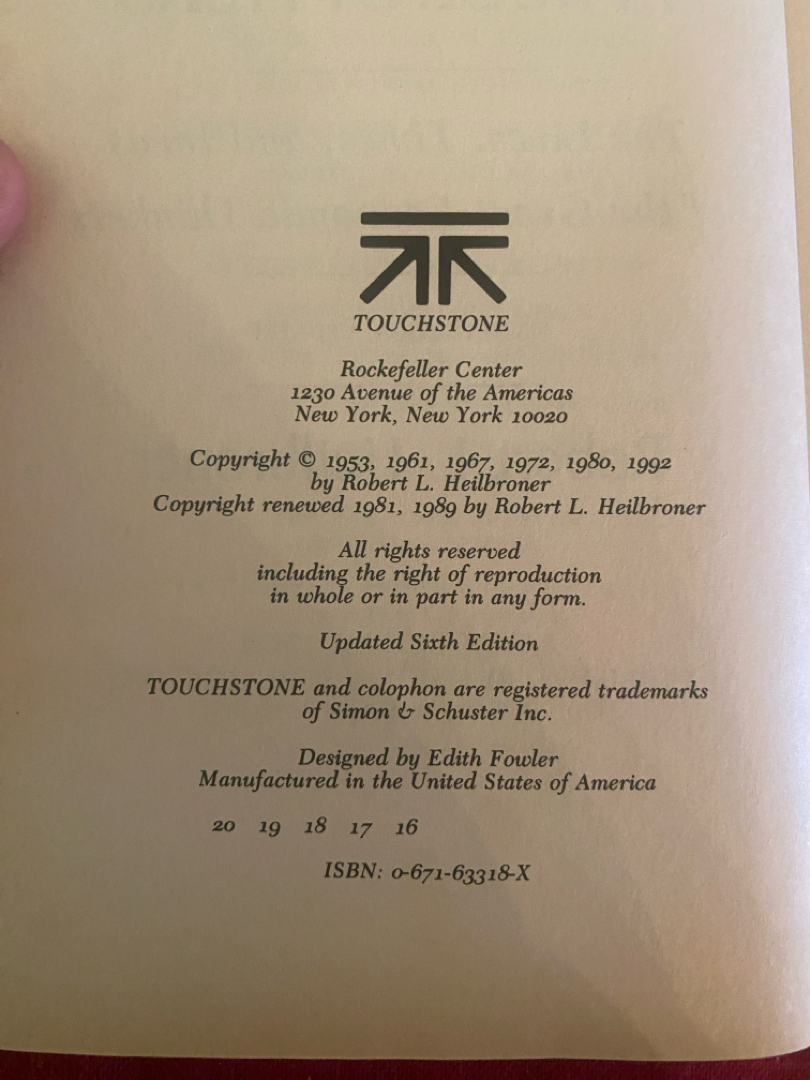 TOUCHSTONE
Rockefeller Center
1230 Avenue of the Americas
New York, New York 10020
Copyright © 1953, 1961, 1967, 1972, 1980, 1992
by Robert L. Heilbroner
Copyright renewed 1981, 1989 by Robert L. Heilbroner
All rights reserved
including the right of reproduction
in whole or in part in any form.
Updated Sixth Edition
TOUCHSTONE and colophon are registered trademarks
of Simon & Schuster Inc.
Designed by Edith Fowler
Manufactured in the United States of America
20 19 18 17 16
ISBN: 0-671-63318-X